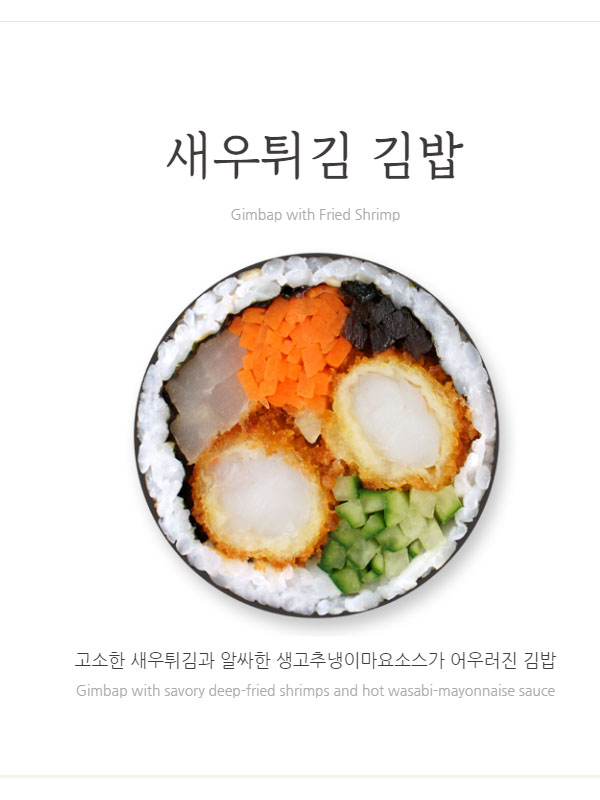 새우튀김 김밥
Gimbap with Fried Shrimp
고소한 새우튀김과 알싸한 생고추냉이마요소스가 어우러진 김밥
Gimbap with savory deep-fried shrimps and hot wasabi-mayonnaise sauce